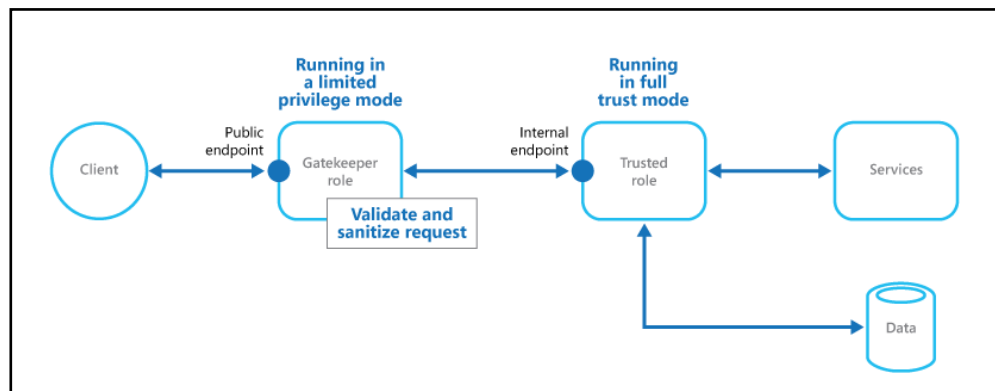 Running in
a limited
privilege mode
Running
in full
trust mode
Public
endpoint
Internal
endpoint
Client
Gatekeeper
role
Trusted
role
Services
Validate and
sanitize request
Data